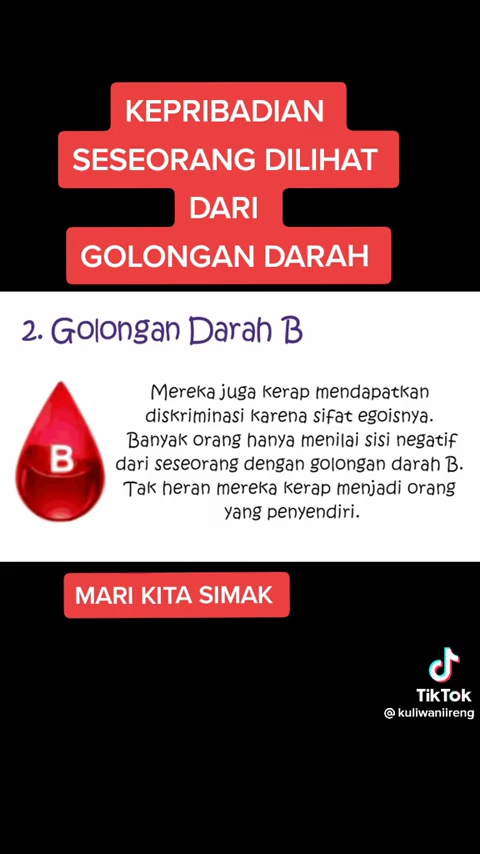 KEPRIBADIAN
SESEORANG DILIHAT
DARI
GOLONGAN DARAH
2. Golongan Darah B
B
Mereka juga kerap mendapatkan
diskriminasi karena sifat egoisnya.
Banyak orang hanya menilai sisi negatif
dari seseorang dengan golongan darah B.
Tak heran mereka kerap menjadi orang
yang penyendiri.
MARI KITA SIMAK
TikTok
@ kuliwaniireng